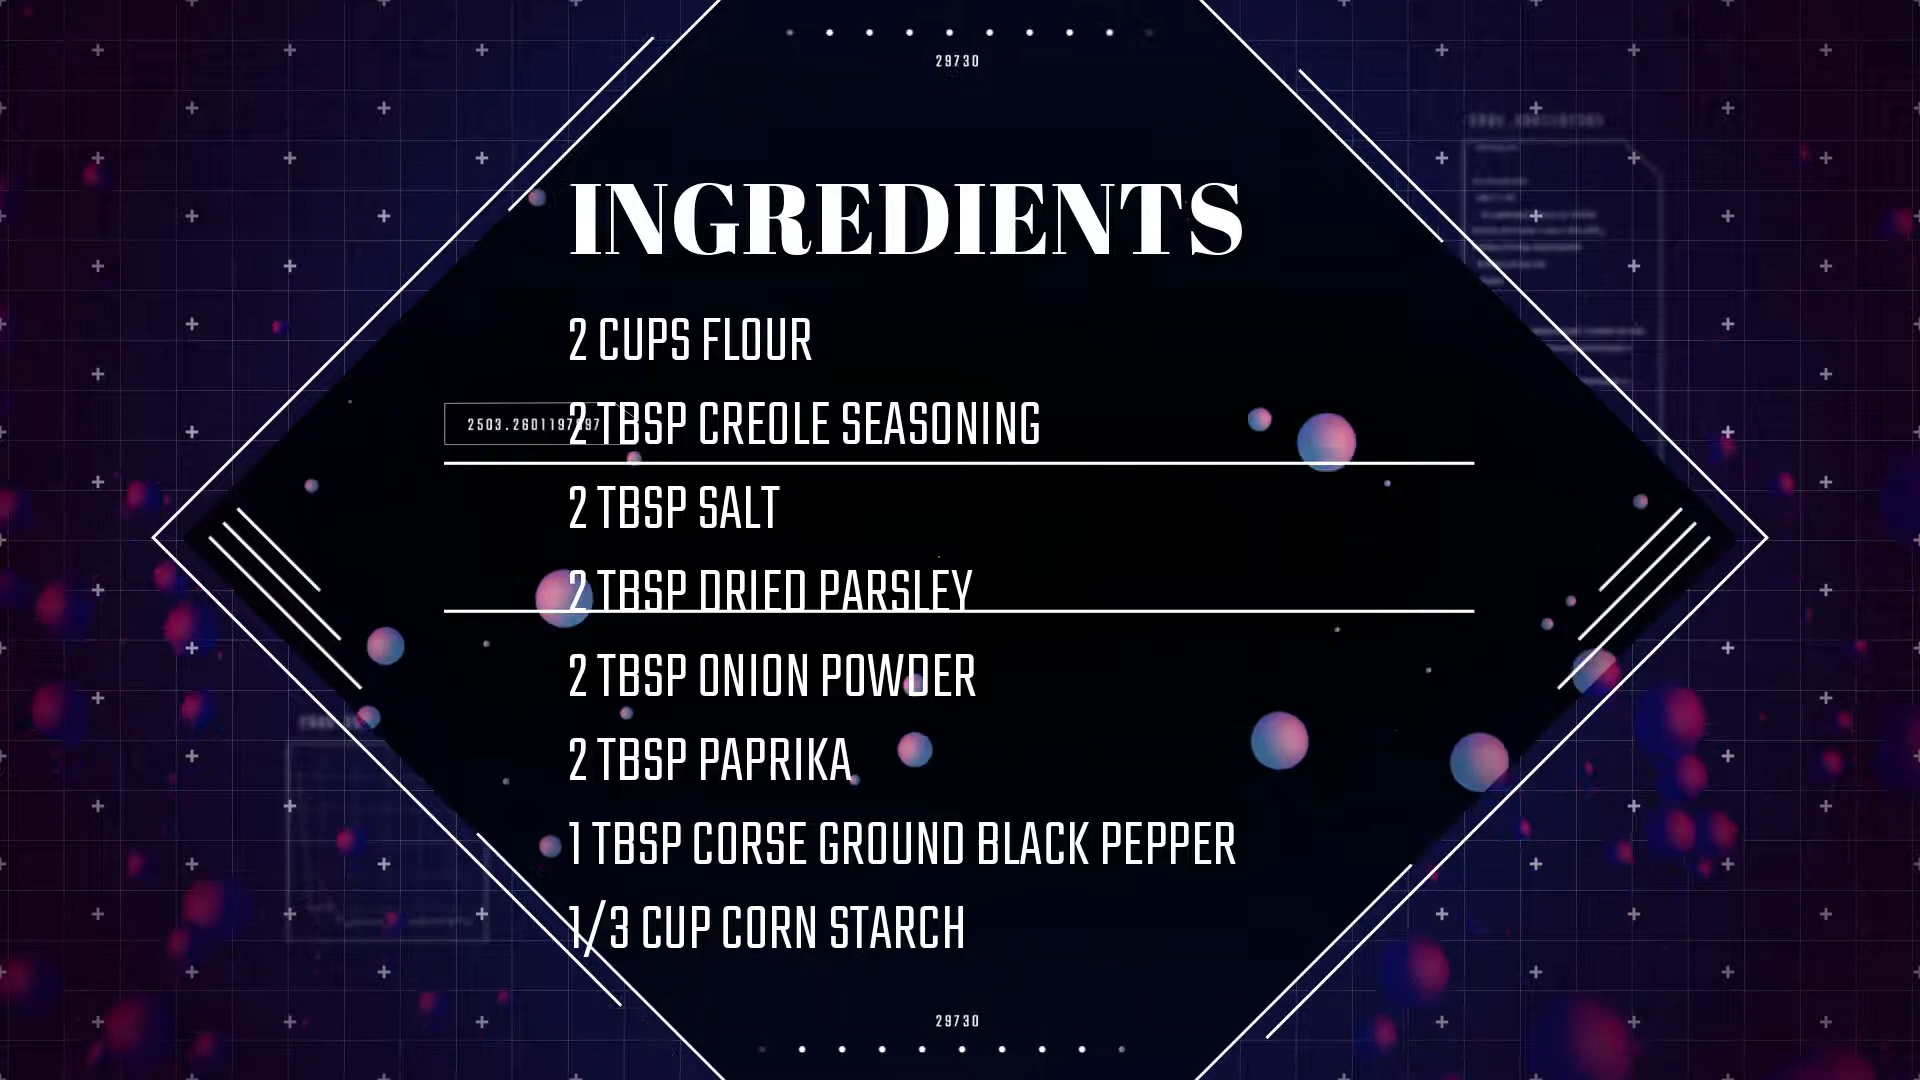 29730
INGREDIENTS
2 CUPS FLOUR
2 TBSP CREOLE SEASONING
2 TBSP SALT
2 TBSP DRIED PARSLEY
2 TBSP ONION POWDER
2 TBSP PAPRIKA
1 TBSP CORSE GROUND BLACK PEPPER
1/3 CUP CORN STARCH
29730